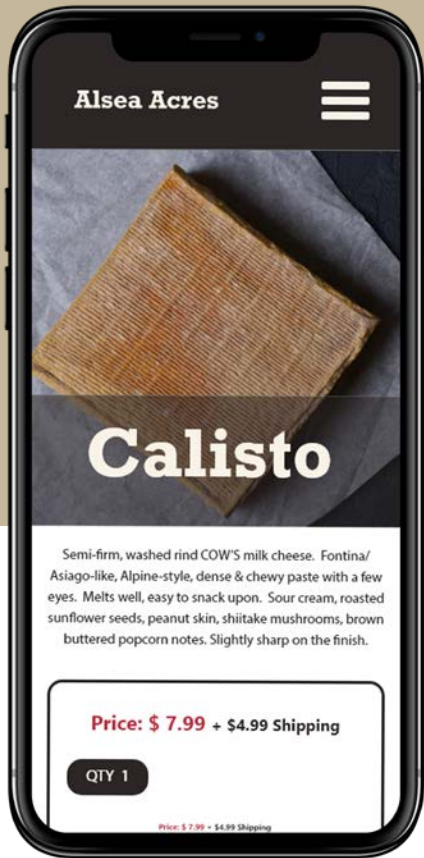 Alsea Acres
Calisto
Semi-firm, washed rind COW'S milk cheese. Fontina/
Asiago-like, Alpine-style, dense & chewy paste with a few
eyes. Melts well, easy to snack upon. Sour cream, roasted
sunflower seeds, peanut skin, shiitake mushrooms, brown
buttered popcorn notes. Slightly sharp on the finish.
Price: $ 7.99 + $4.99 Shipping
QTY 1
Price: $ 7.99 + $4.99 Shipping